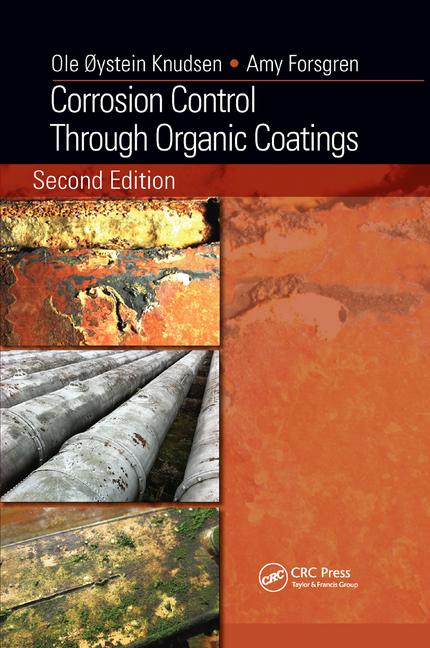 Ole Øystein Knudsen • Amy Forsgren
Corrosion Control
Through Organic Coatings
Second Edition
CRC
CRC Press
Taylor & Francis Group